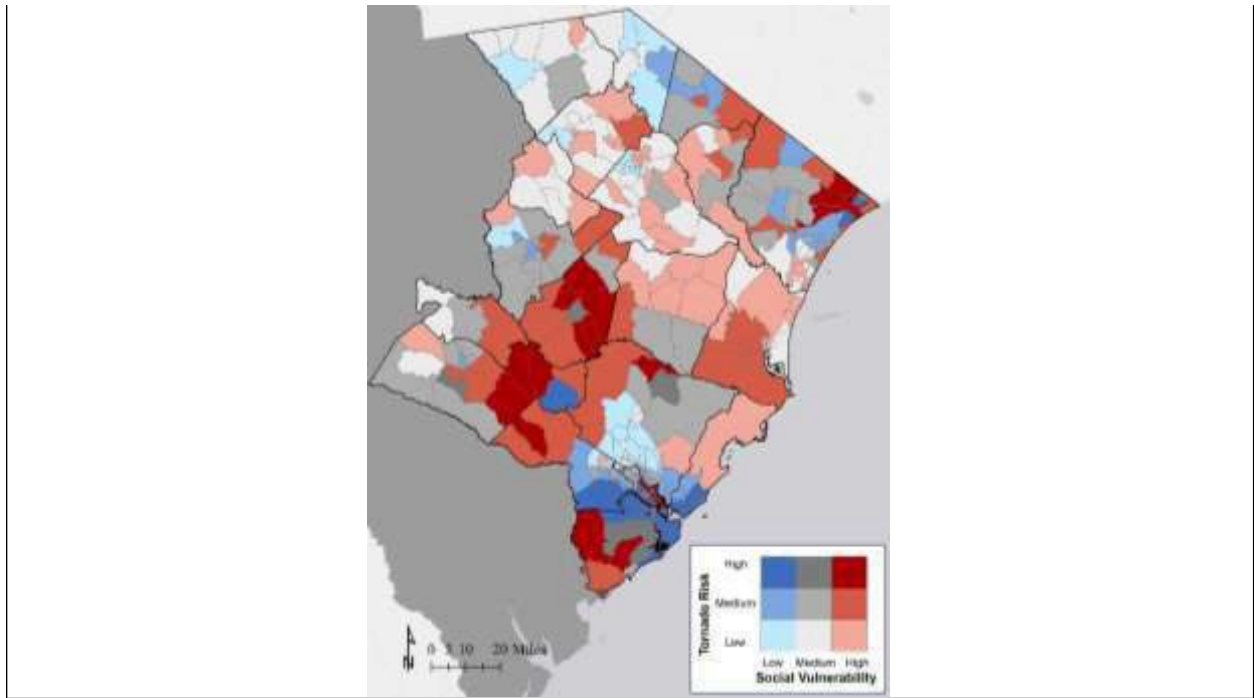 High
Medium
Low
Tornado Risk
Low Medium High
Social Vulnerability
N
0 5 10 20 Miles